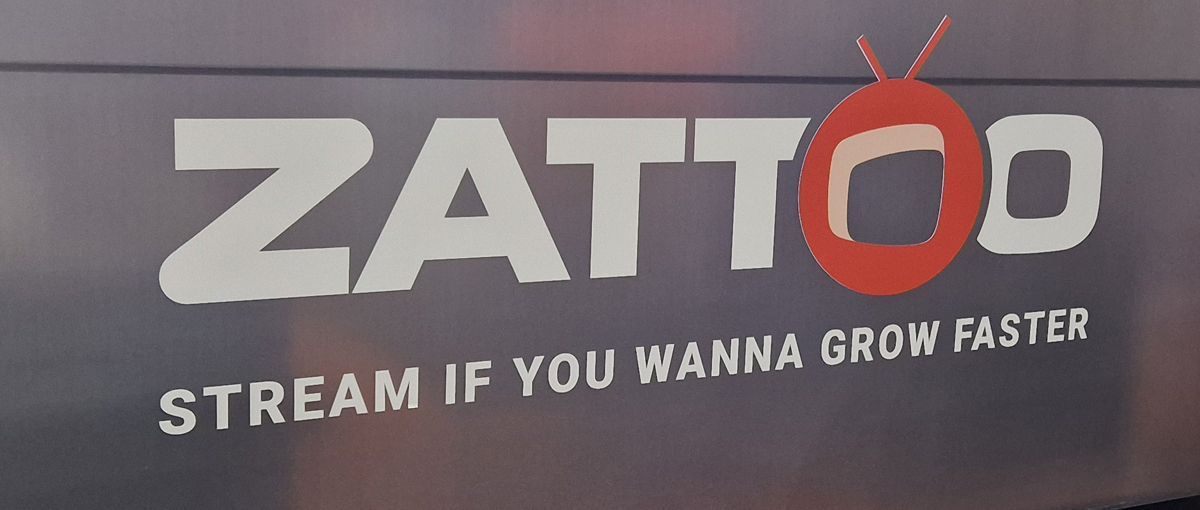 ZATTOO
STREAM IF YOU WANNA GROW FASTER